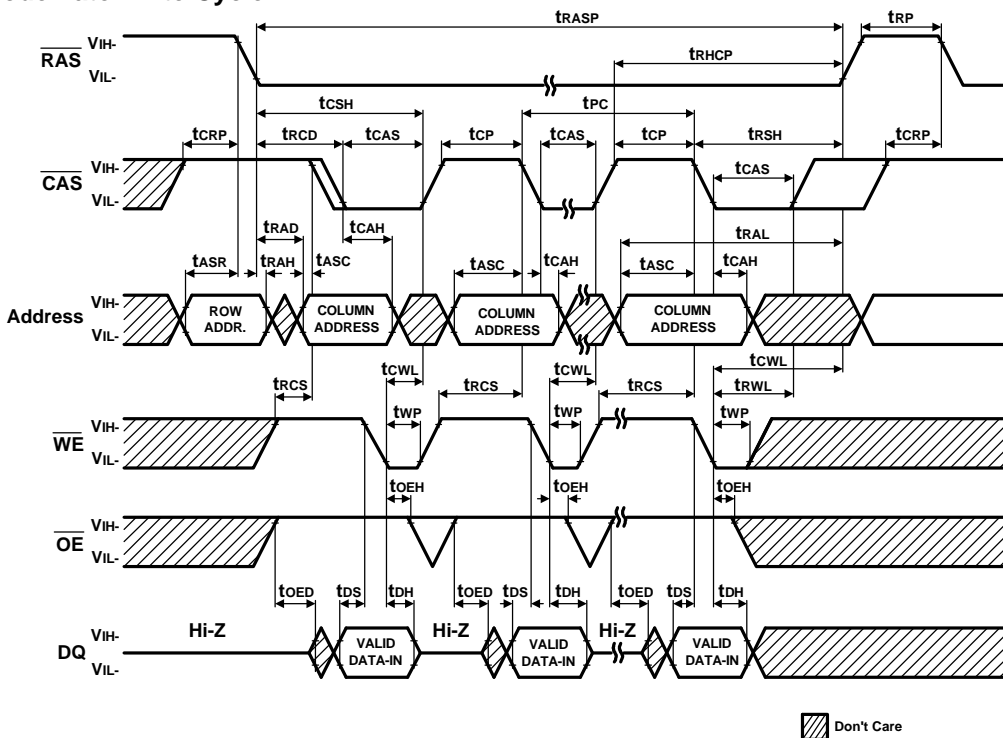 tRASP
tRP
RAS VIH- VIL-
tRHCP
tCSH
tPC
tCRP tRCD tCAS tCP tCAS tCP tRSH tCRP
CAS VIH- VIL-
tCAS
tRAD tCAH tRAL
tASR tRAH tASC tASC tCAH tASC tCAH
Address VIH- VIL-
ROW ADDR.
COLUMN ADDRESS
COLUMN ADDRESS
COLUMN ADDRESS
tCWL tCWL tCWL
tRCS tRCS tRCS tRWL
tWP tWP tWP
WE VIH- VIL-
tOEH tOEH tOEH
OE VIH- VIL-
tOED tDS tDH tOED tDS tDH tOED tDS tDH
Hi-Z Hi-Z Hi-Z
DQ VIH- VIL-
VALID DATA-IN
VALID DATA-IN
VALID DATA-IN
Don't Care